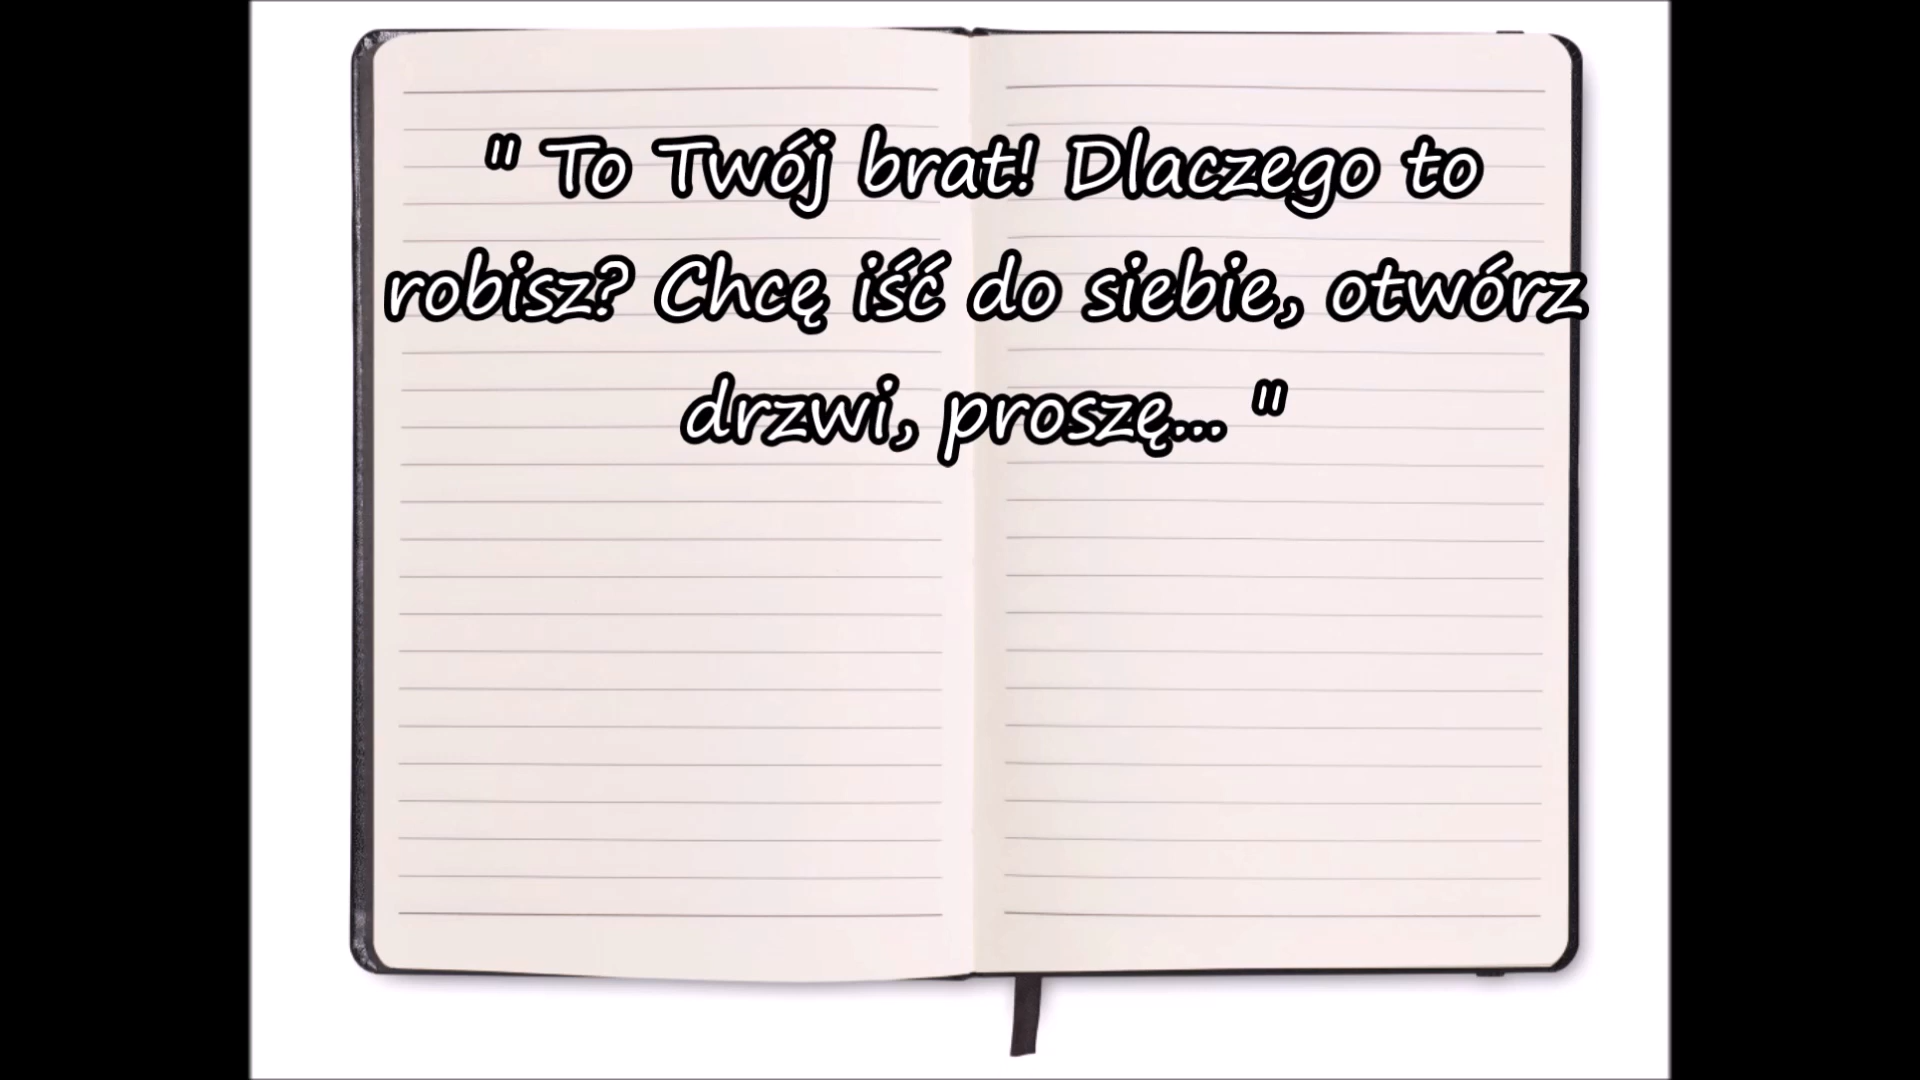 " To Twój brat! Dlaczego to
robisz? Chcę iść do siebie, otwórz
drzwi, proszę... "